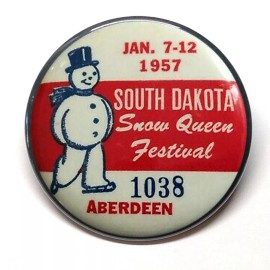 JAN. 7-12
1957
SOUTH DAKOTA
Snow Queen
Festival
1038
ABERDEEN